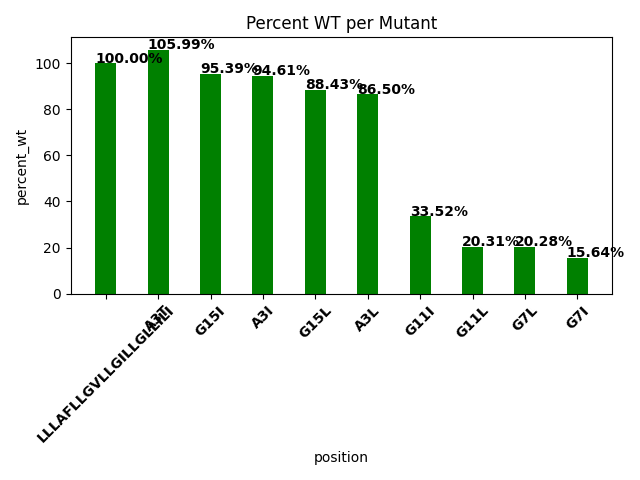 Percent WT per Mutant
percent_wt
100
80
60
40
20
0
100.00%
105.99%
95.39%
94.61%
88.43%
86.50%
33.52%
20.31%
20.28%
15.64%
A3T
G15I
A3I
G15L
A3L
G11I
G11L
G7L
G7I
position